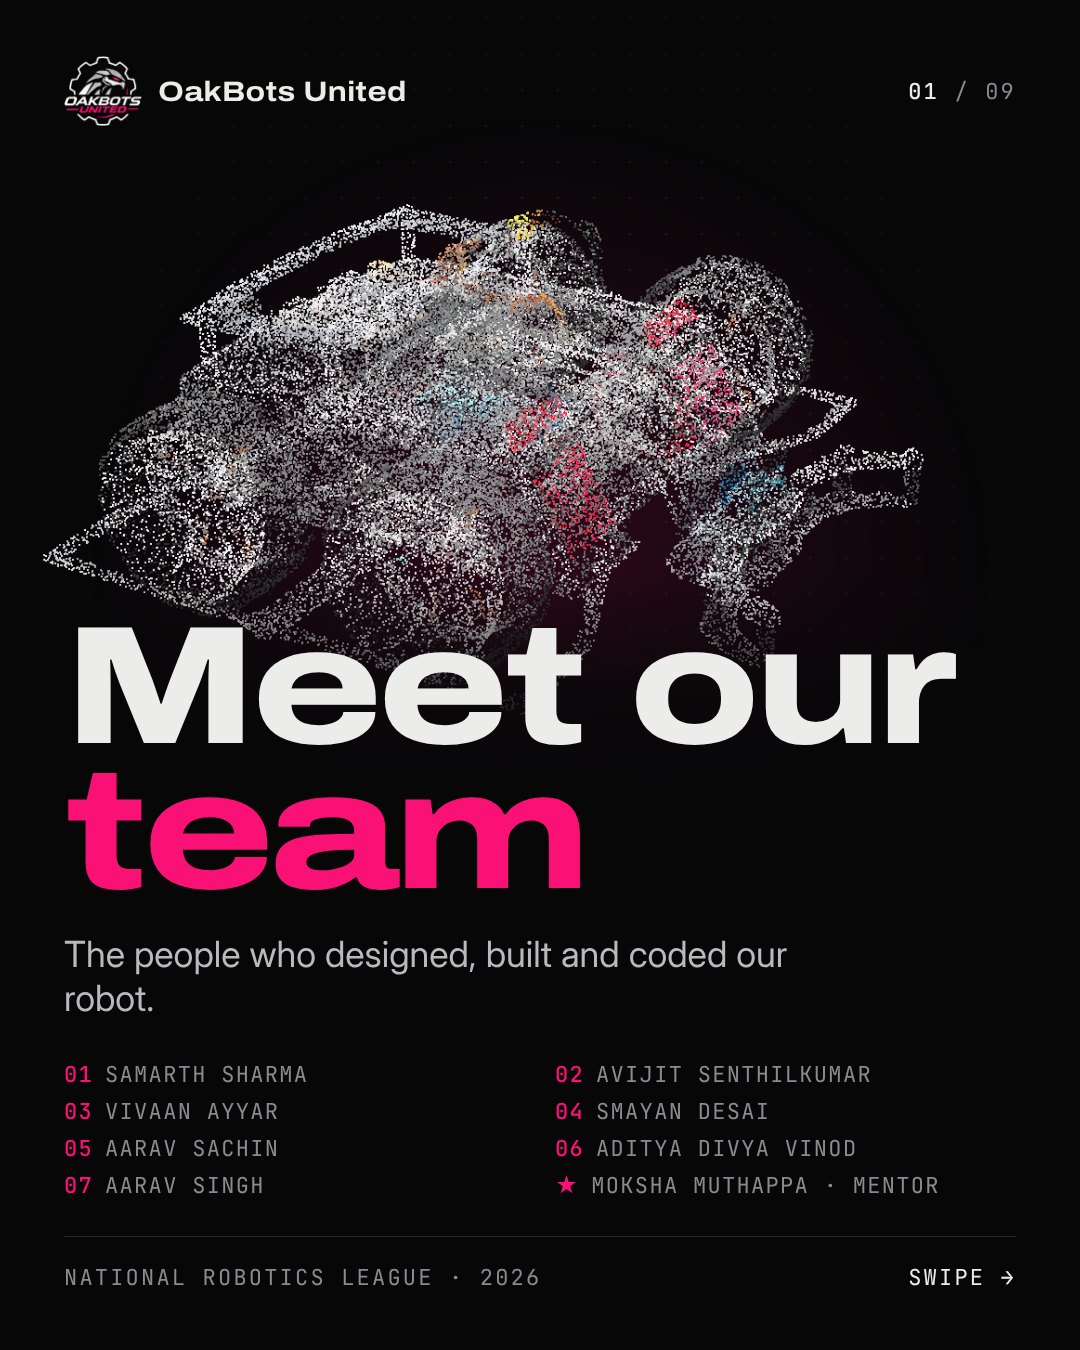 OAKBOTS
UNITED
OakBots United
01 / 09
Meet our
team
The people who designed, built and coded our
robot.
01 SAMARTH SHARMA
02 AVIJIT SENTHILKUMAR
03 VIVAAN AYYAR
04 SMAYAN DESAI
05 AARAV SACHIN
06 ADITYA DIVYA VINOD
07 AARAV SINGH
★ MOKSHA MUTHAPPA · MENTOR
NATIONAL ROBOTICS LEAGUE · 2026
SWIPE →